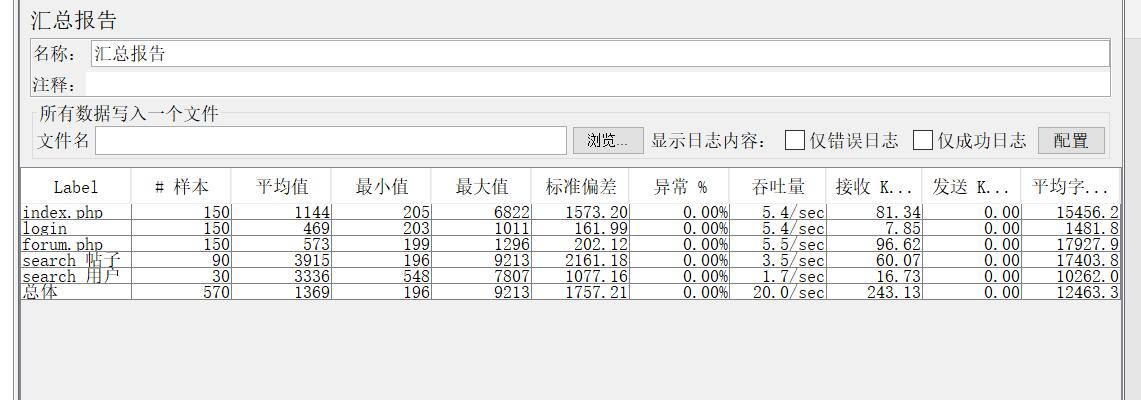 汇总报告
名称： 汇总报告
注释：
所有数据写入一个文件
文件名 浏览... 显示日志内容： 仅错误日志 仅成功日志 配置
Label # 样本 平均值 最小值 最大值 标准偏差 异常 % 吞吐量 接收 K... 发送 K... 平均字...
index.php 150 1144 205 6822 1573.20 0.00% 5.4/sec 81.34 0.00 15456.2
login 150 469 203 1011 161.99 0.00% 5.4/sec 7.85 0.00 1481.8
forum.php 150 573 199 1296 202.12 0.00% 5.5/sec 96.62 0.00 17927.9
search 帖子 90 3915 196 9213 2161.18 0.00% 3.5/sec 60.07 0.00 17403.8
search 用户 30 3336 548 7807 1077.16 0.00% 1.7/sec 16.73 0.00 10262.0
总体 570 1369 196 9213 1757.21 0.00% 20.0/sec 243.13 0.00 12463.3